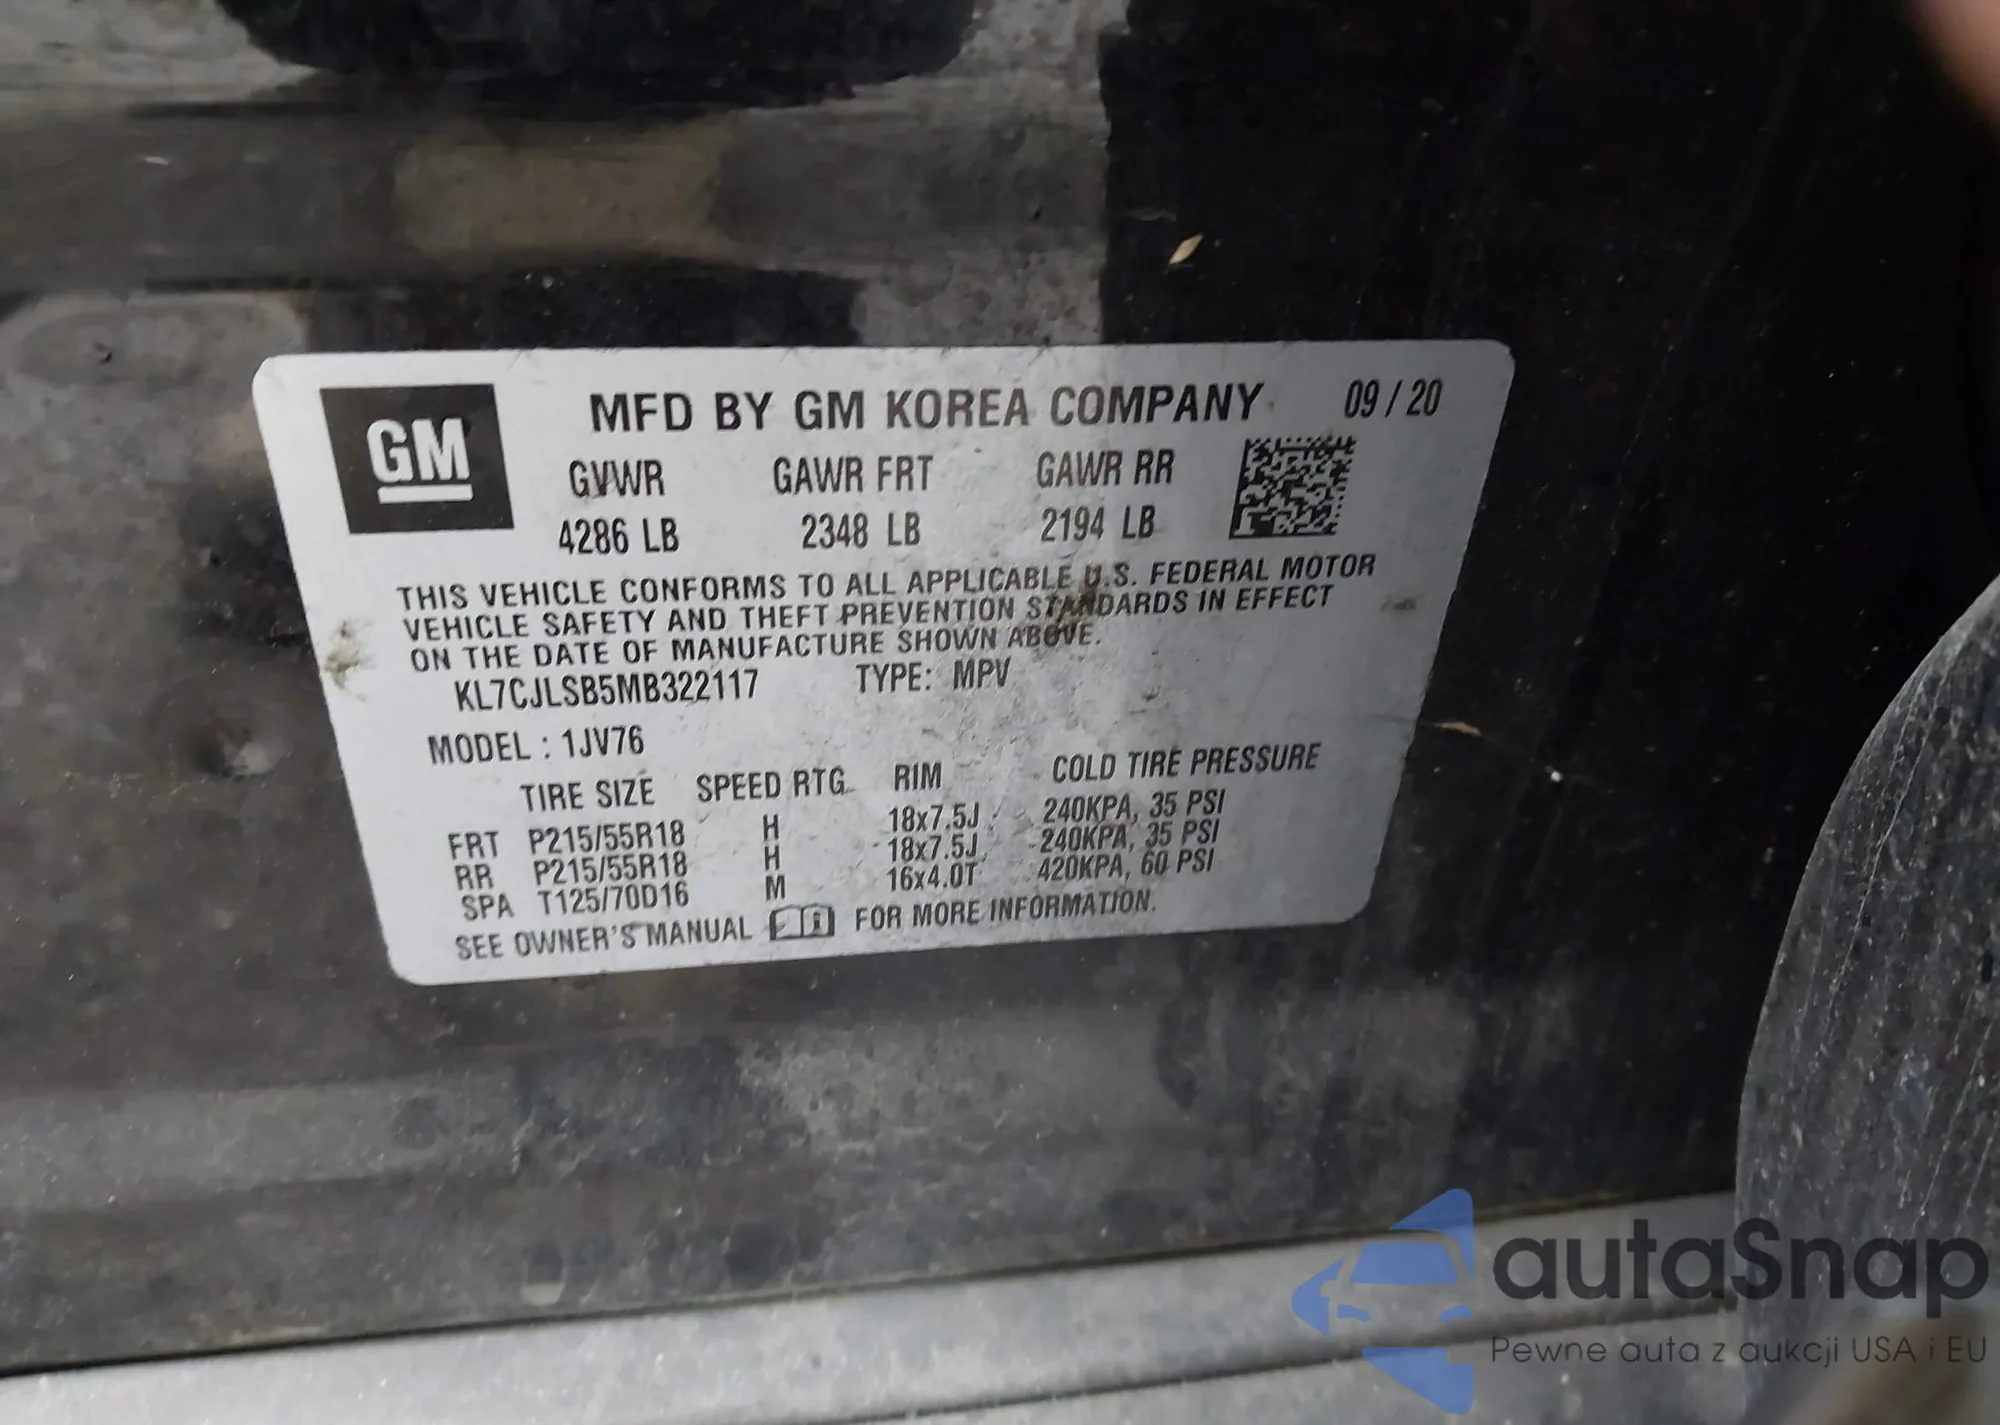 GM
MFD BY GM KOREA COMPANY 09 / 20
GVWR GAWR FRT GAWR RR
4286 LB 2348 LB 2194 LB
THIS VEHICLE CONFORMS TO ALL APPLICABLE U.S. FEDERAL MOTOR
VEHICLE SAFETY AND THEFT PREVENTION STANDARDS IN EFFECT
ON THE DATE OF MANUFACTURE SHOWN ABOVE.
KL7CJLSB5MB322117 TYPE: MPV
MODEL : 1JV76
TIRE SIZE SPEED RTG RIM COLD TIRE PRESSURE
FRT P215/55R18 H 18x7.5J 240KPA, 35 PSI
RR P215/55R18 H 18x7.5J 240KPA, 35 PSI
SPA T125/70D16 M 16x4.0T 420KPA, 60 PSI
SEE OWNER'S MANUAL FOR MORE INFORMATION.
autaSnap
Pewne auta z aukcji USA i EU